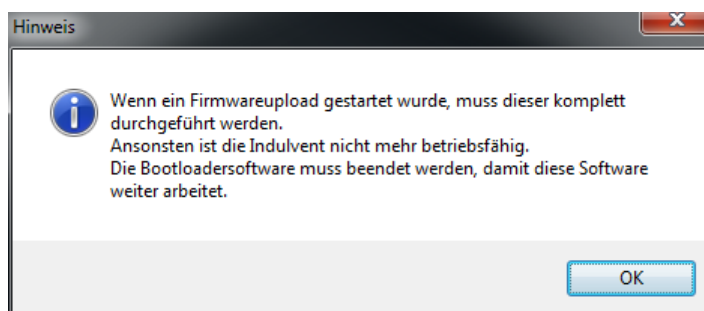 Hinweis
Wenn ein Firmwareupload gestartet wurde, muss dieser komplett
durchgeführt werden.
Ansonsten ist die Indulvent nicht mehr betriebsfähig.
Die Bootloadersoftware muss beendet werden, damit diese Software
weiter arbeitet.
OK